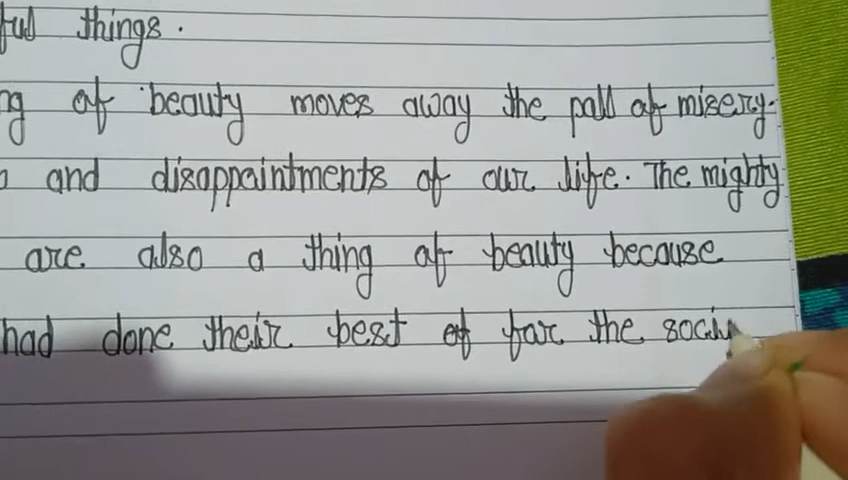 things.
of beauty moves away the pall of misery.
and disappointments of our life. The mighty
are also a thing of beauty because
had done their best of for the